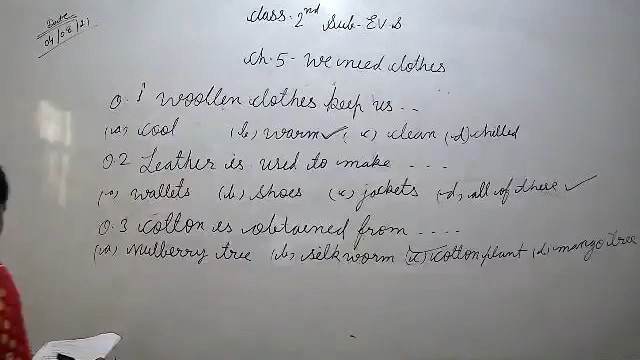 Date
04/08/21
Class- 2nd Sub- EVS
Ch. 5- We need clothes
Q. 1 Woollen clothes keep us ..
(a) cool (b) warm ✓ (c) clean (d) chilled
Q. 2 Leather is used to make ....
(a) wallets (b) shoes (c) jackets (d) all of these ✓
Q. 3 Cotton is obtained from ....
(a) mulberry tree (b) silkworm (c) cotton plant (d) mango tree